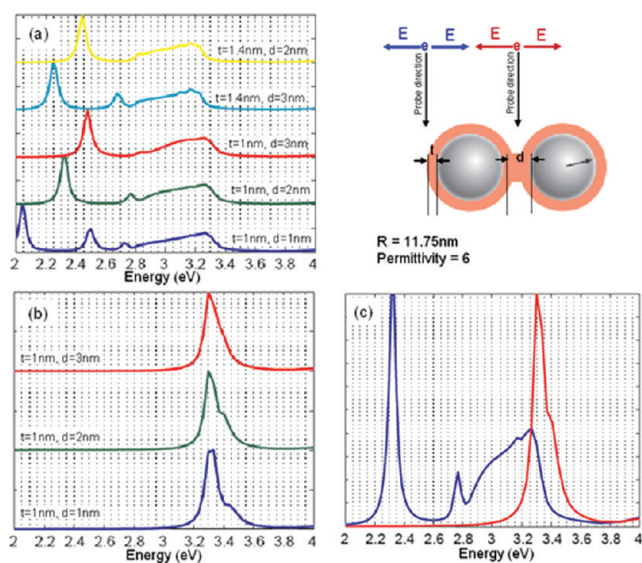 (a)
t=1.4nm, d=2nm
t=1.4nm, d=3nm
t=1nm, d=3nm
t=1nm, d=2nm
t=1nm, d=1nm
2 2.2 2.4 2.6 2.8 3 3.2 3.4 3.6 3.8 4
Energy (eV)
E E E E
e e
Probe direction
Probe direction
t d
R = 11.75nm
Permittivity = 6
(b)
t=1nm, d=3nm
t=1nm, d=2nm
t=1nm, d=1nm
2 2.2 2.4 2.6 2.8 3 3.2 3.4 3.6 3.8 4
Energy (eV)
(c)
2 2.2 2.4 2.6 2.8 3 3.2 3.4 3.6 3.8 4
Energy (eV)